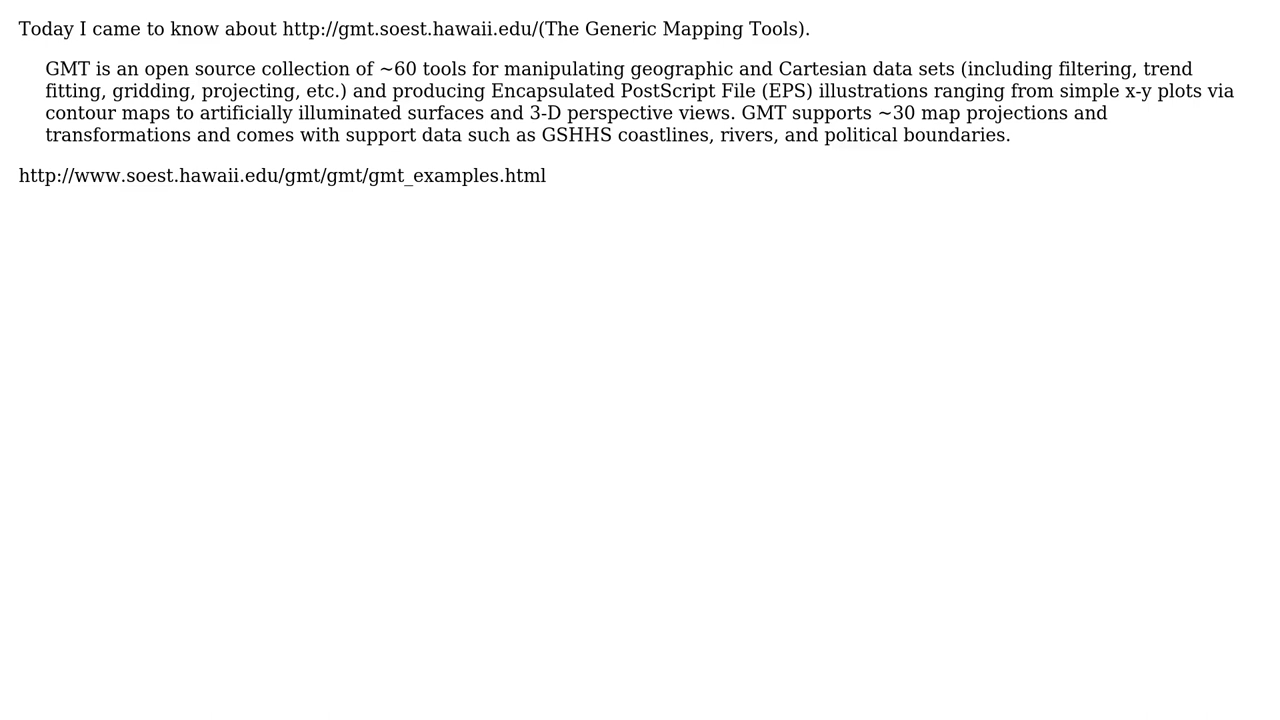 Today I came to know about http://gmt.soest.hawaii.edu/(The Generic Mapping Tools).
GMT is an open source collection of ~60 tools for manipulating geographic and Cartesian data sets (including filtering, trend
fitting, gridding, projecting, etc.) and producing Encapsulated PostScript File (EPS) illustrations ranging from simple x-y plots via
contour maps to artificially illuminated surfaces and 3-D perspective views. GMT supports ~30 map projections and
transformations and comes with support data such as GSHHS coastlines, rivers, and political boundaries.
http://www.soest.hawaii.edu/gmt/gmt/gmt_examples.html